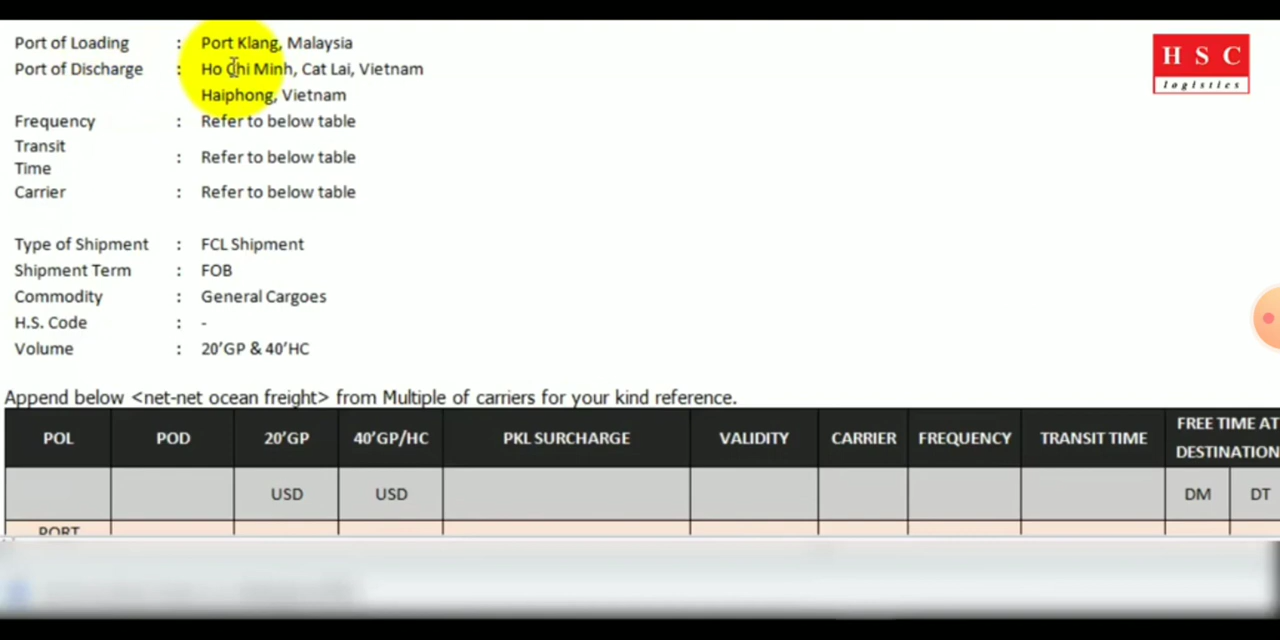 Port of Loading : Port Klang, Malaysia
Port of Discharge : Ho Chi Minh, Cat Lai, Vietnam
Haiphong, Vietnam
Frequency : Refer to below table
Transit
Time : Refer to below table
Carrier : Refer to below table
HSC
logistics
Type of Shipment : FCL Shipment
Shipment Term : FOB
Commodity : General Cargoes
H.S. Code : -
Volume : 20'GP & 40'HC
Append below <net-net ocean freight> from Multiple of carriers for your kind reference.
POL POD 20'GP 40'GP/HC PKL SURCHARGE VALIDITY CARRIER FREQUENCY TRANSIT TIME FREE TIME AT
DESTINATION
USD USD DM DT
PORT